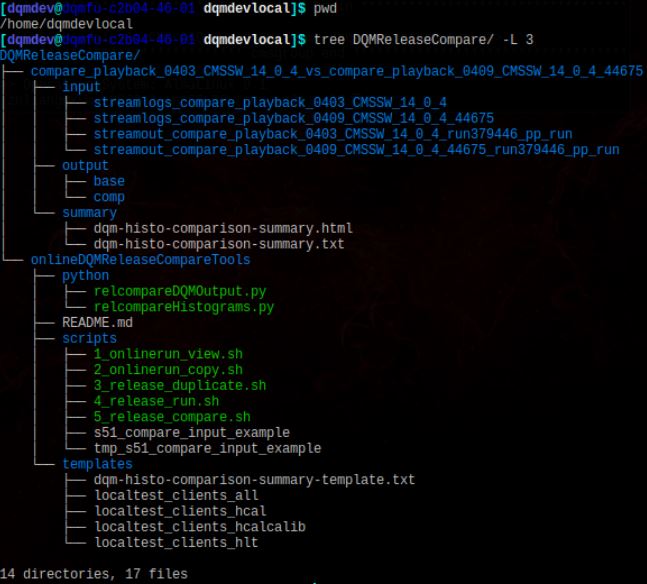 [dqmdev@dqmfu-c2b04-46-01 dqmdevlocal]$ pwd
/home/dqmdevlocal
[dqmdev@dqmfu-c2b04-46-01 dqmdevlocal]$ tree DQMReleaseCompare/ -L 3
DQMReleaseCompare/
├── compare_playback_0403_CMSSW_14_0_4_vs_compare_playback_0409_CMSSW_14_0_4_44675
│   ├── input
│   │   ├── streamlogs_compare_playback_0403_CMSSW_14_0_4
│   │   ├── streamlogs_compare_playback_0409_CMSSW_14_0_4_44675
│   │   ├── streamout_compare_playback_0403_CMSSW_14_0_4_run379446_pp_run
│   │   └── streamout_compare_playback_0409_CMSSW_14_0_4_44675_run379446_pp_run
│   ├── output
│   │   ├── base
│   │   └── comp
│   └── summary
│       ├── dqm-histo-comparison-summary.html
│       └── dqm-histo-comparison-summary.txt
└── onlineDQMReleaseCompareTools
    ├── python
    │   ├── relcompareDQMOutput.py
    │   └── relcompareHistograms.py
    ├── README.md
    ├── scripts
    │   ├── 1_onlinerun_view.sh
    │   ├── 2_onlinerun_copy.sh
    │   ├── 3_release_duplicate.sh
    │   ├── 4_release_run.sh
    │   ├── 5_release_compare.sh
    │   ├── s51_compare_input_example
    │   └── tmp_s51_compare_input_example
    └── templates
        ├── dqm-histo-comparison-summary-template.txt
        ├── localtest_clients_all
        ├── localtest_clients_hcal
        ├── localtest_clients_hcalcalib
        └── localtest_clients_hlt
14 directories, 17 files